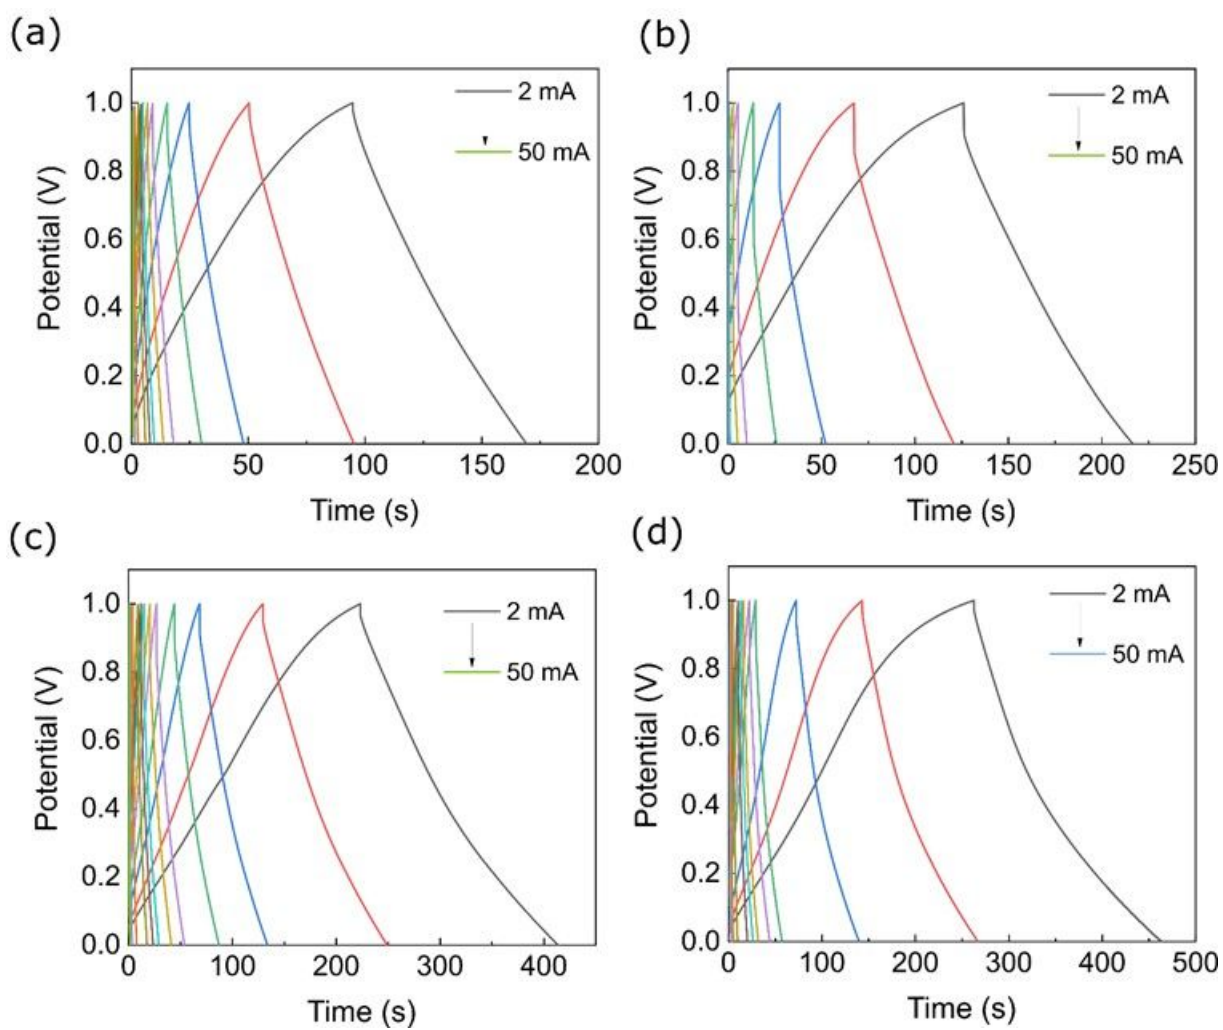 (a)
2 mA
50 mA
1.0
0.8
0.6
0.4
0.2
0.0
Potential (V)
0 50 100 150 200
Time (s)
(b)
2 mA
50 mA
1.0
0.8
0.6
0.4
0.2
0.0
Potential (V)
0 50 100 150 200 250
Time (s)
(c)
2 mA
50 mA
1.0
0.8
0.6
0.4
0.2
0.0
Potential (V)
0 100 200 300 400
Time (s)
(d)
2 mA
50 mA
1.0
0.8
0.6
0.4
0.2
0.0
Potential (V)
0 100 200 300 400 500
Time (s)